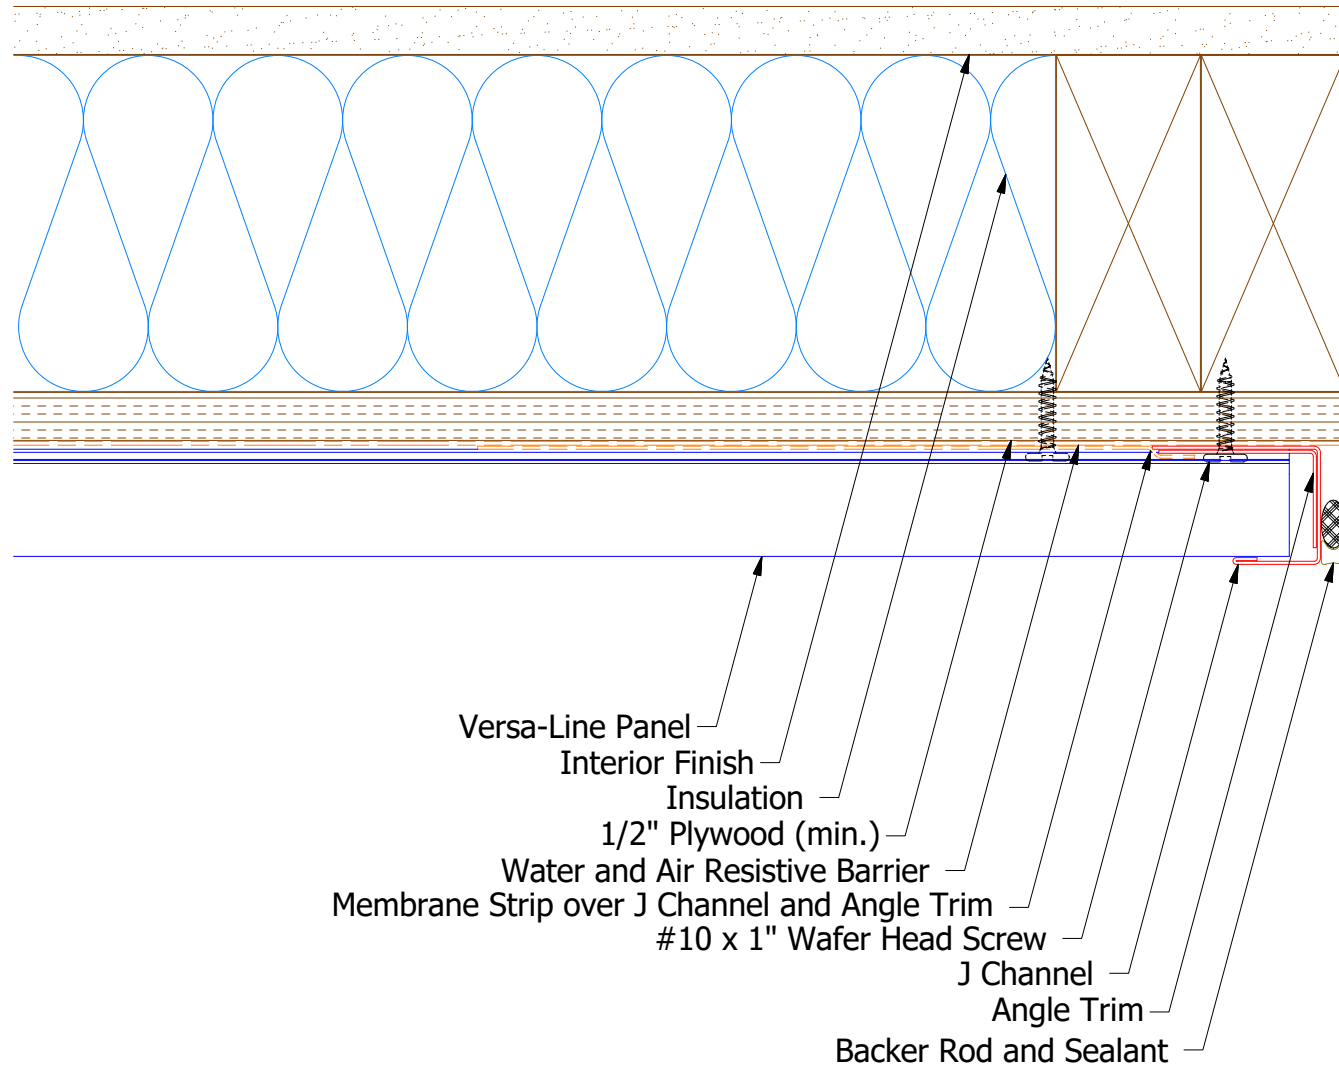 Versa-Line Panel
Interior Finish
Insulation
1/2" Plywood (min.)
Water and Air Resistive Barrier
Membrane Strip over J Channel and Angle Trim
#10 x 1" Wafer Head Screw
J Channel
Angle Trim
Backer Rod and Sealant